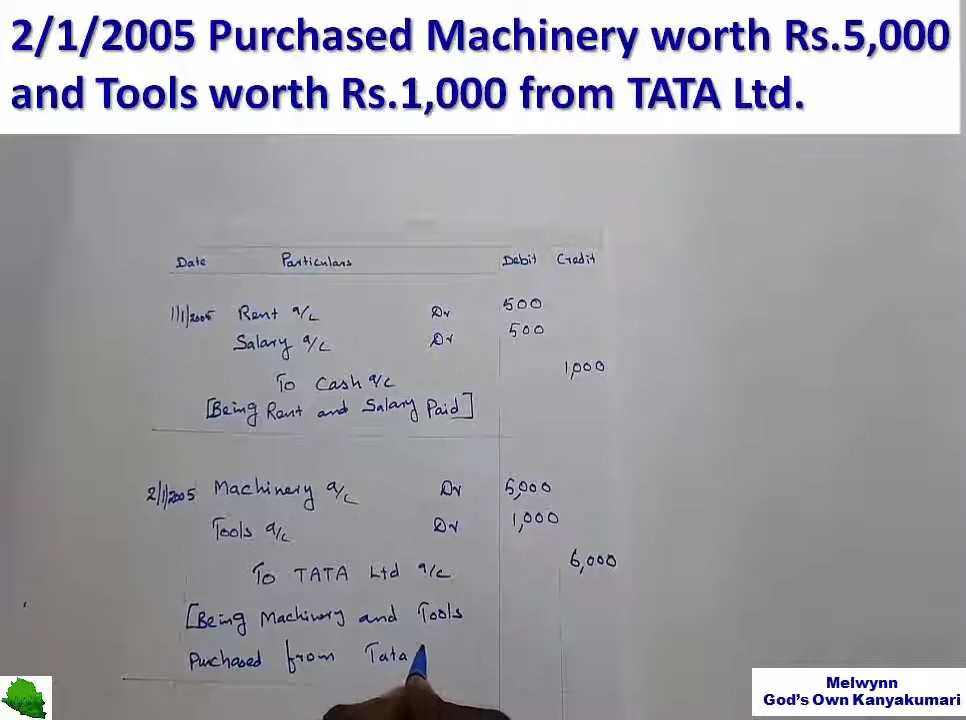 2/1/2005 Purchased Machinery worth Rs.5,000
and Tools worth Rs.1,000 from TATA Ltd.
Date Particulars Debit Credit
1/1/2005 Rent a/c Dr 500
Salary a/c Dr 500
To Cash a/c 1,000
[Being Rent and Salary Paid]
2/1/2005 Machinery a/c Dr 5,000
Tools a/c Dr 1,000
To TATA Ltd a/c 6,000
[Being Machinery and Tools
Puchased from Tata
Melwynn
God's Own Kanyakumari